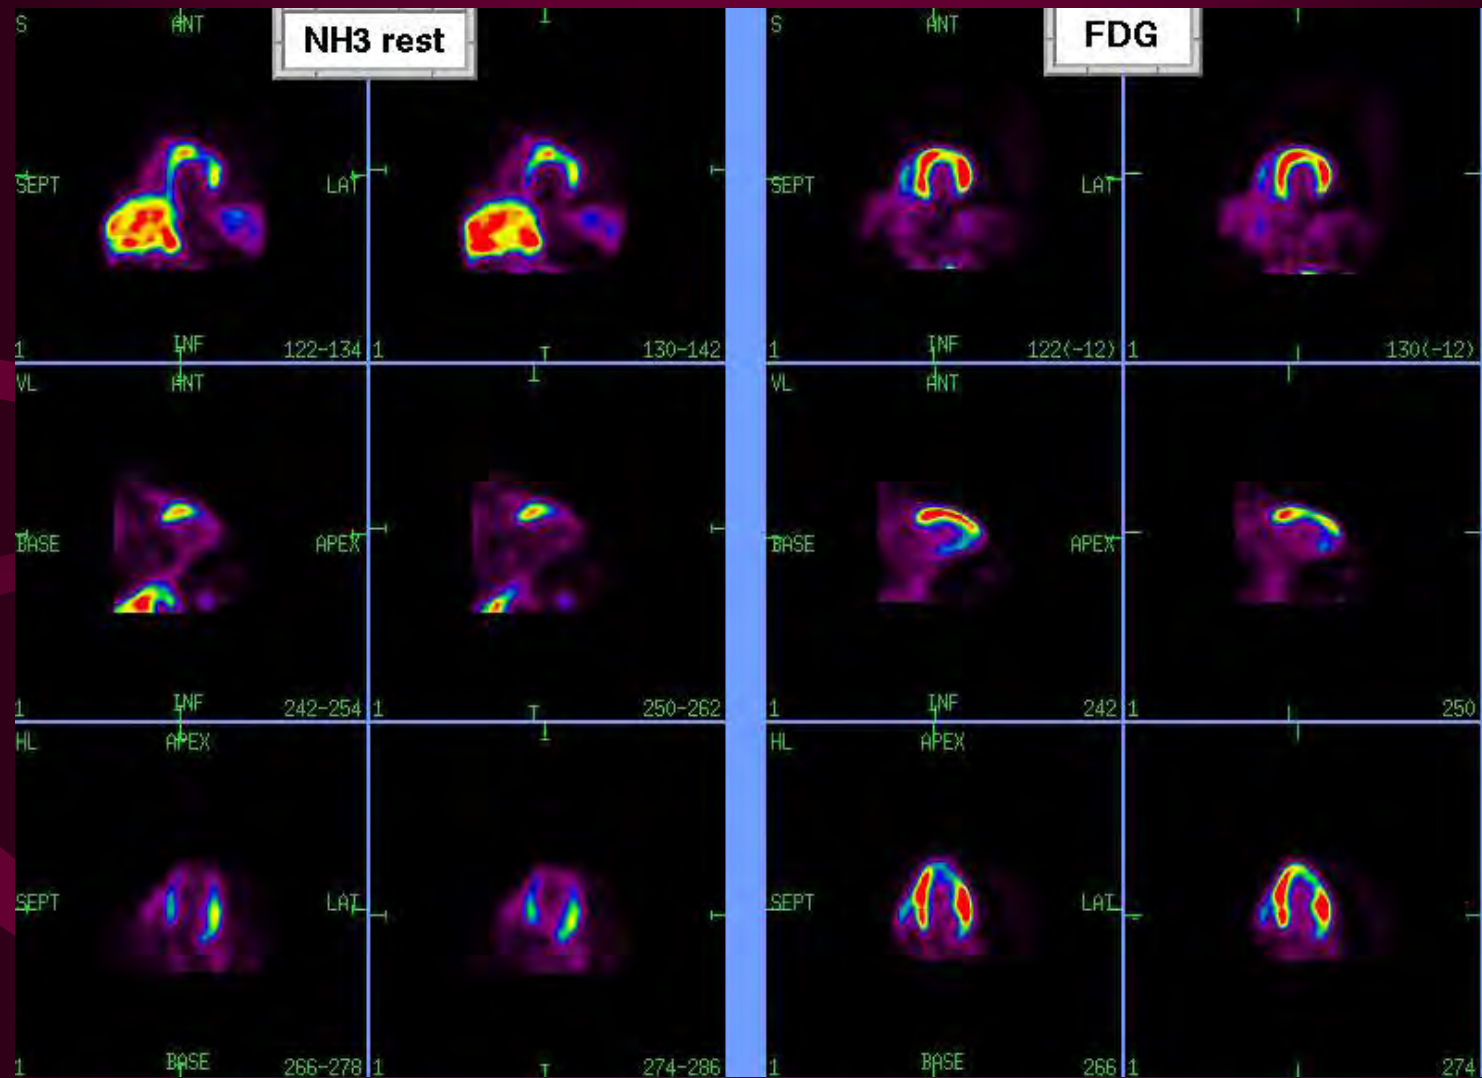 NH3 rest
FDG
S
ANT
SEPT
LAT
1
INF
122-134
1
130-142
S
ANT
SEPT
LAT
1
INF
122(-12)
1
130(-12)
VL
ANT
BASE
APEX
1
INF
242-254
1
250-262
VL
ANT
BASE
APEX
1
INF
242
1
250
HL
APEX
SEPT
LAT
1
BASE
266-278
1
274-286
HL
APEX
SEPT
LAT
1
BASE
266
1
274